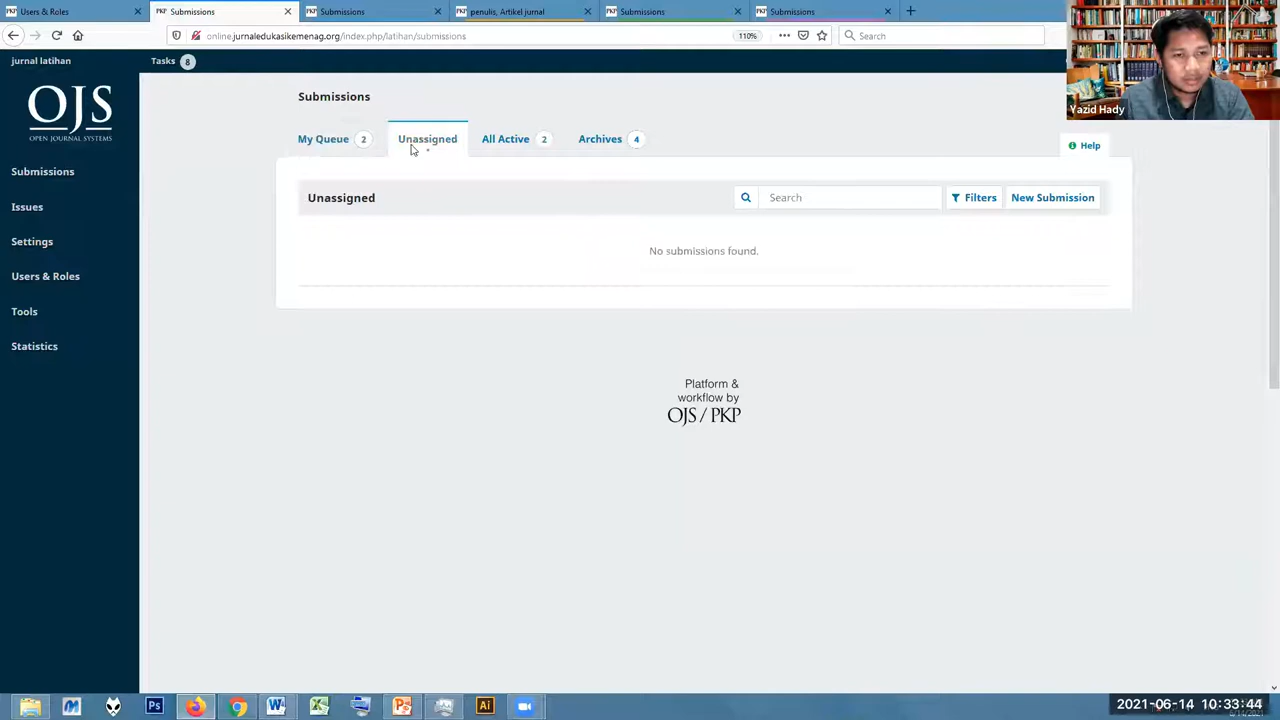 Users & Roles
Submissions
Submissions
penulis, Artikel jurnal
Submissions
Submissions
online.jurnaledukasikemenag.org/index.php/latihan/submissions
110%
Search
jurnal latihan
Tasks 8
Yazid Hady
OJS
OPEN JOURNAL SYSTEMS
Submissions
Issues
Settings
Users & Roles
Tools
Statistics
Submissions
My Queue 2
Unassigned
All Active 2
Archives 4
Help
Unassigned
Search
Filters
New Submission
No submissions found.
Platform &
workflow by
OJS / PKP
2021-06-14 10:33:44